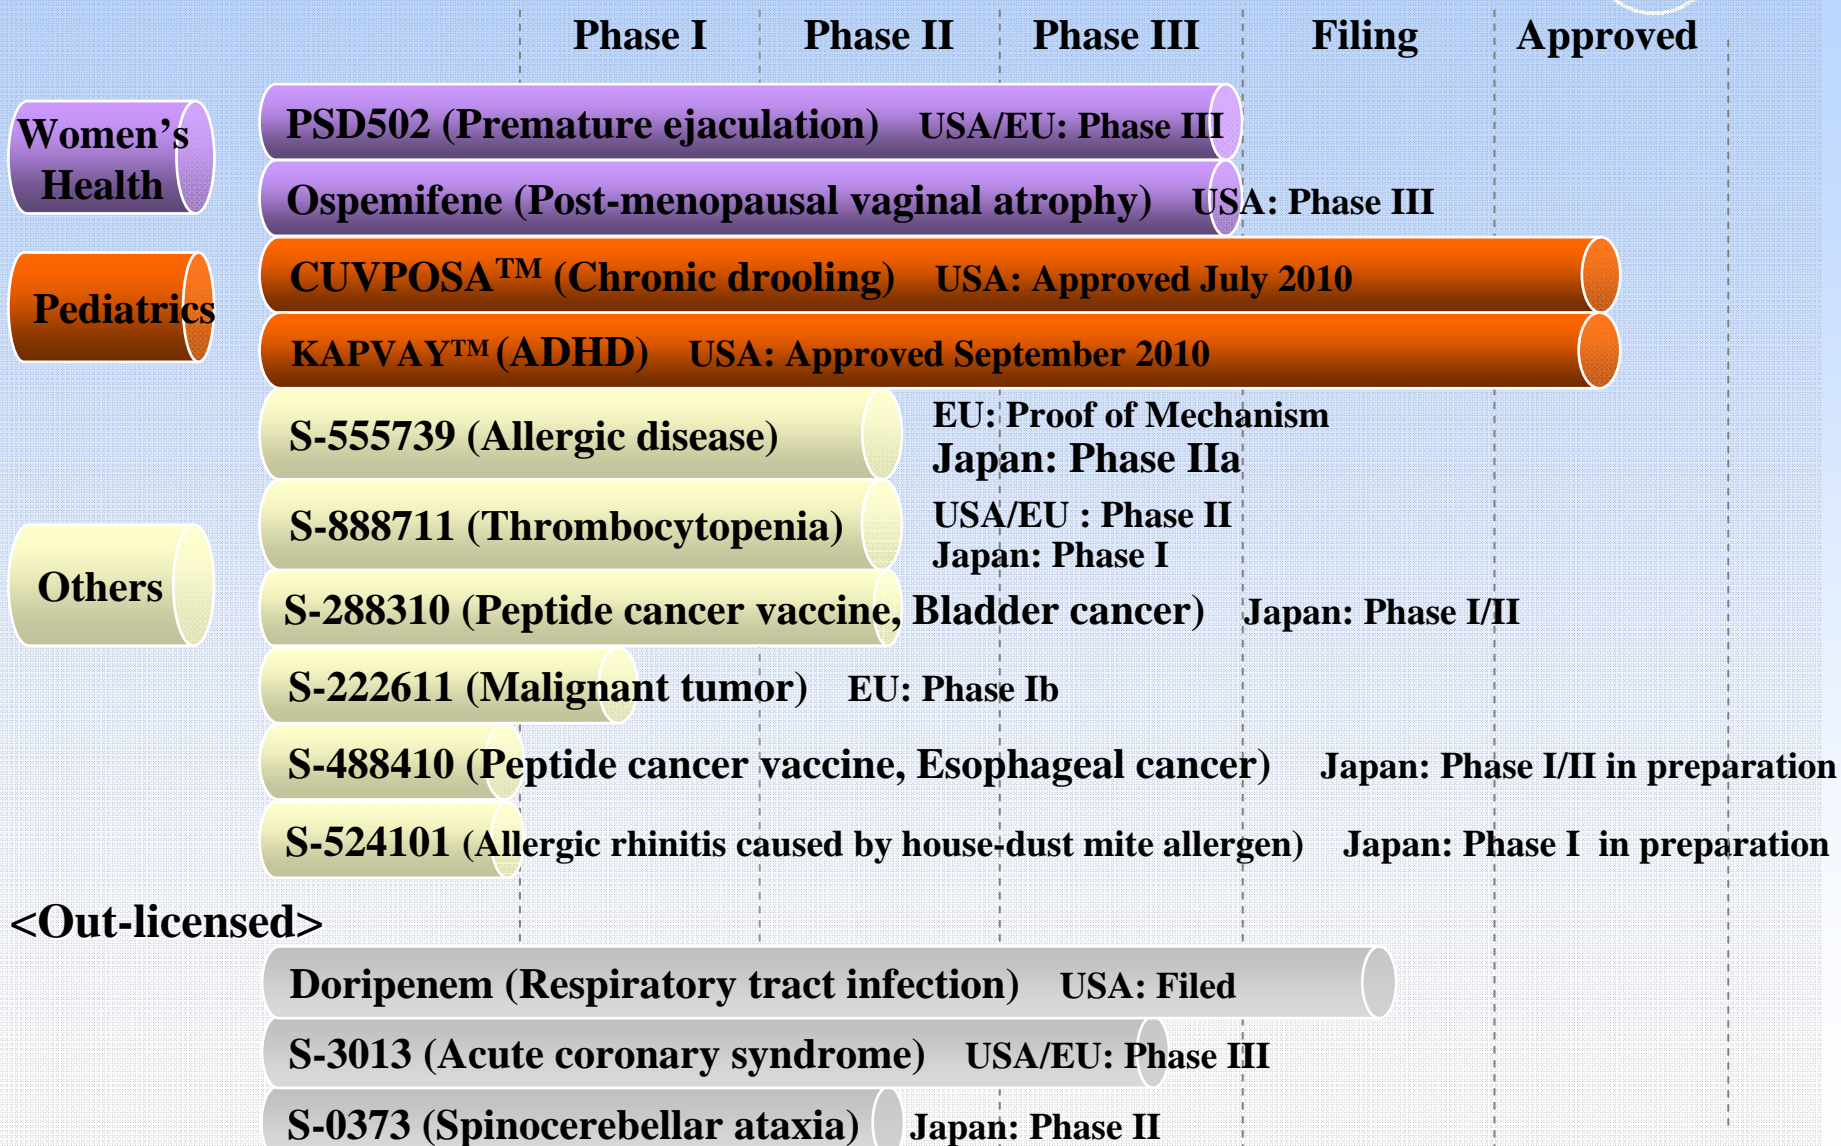 Phase I Phase II Phase III Filing Approved
Women's
Health
PSD502 (Premature ejaculation) USA/EU: Phase III
Ospemifene (Post-menopausal vaginal atrophy) USA: Phase III
Pediatrics
CUVPOSA™ (Chronic drooling) USA: Approved July 2010
KAPVAY™ (ADHD) USA: Approved September 2010
Others
S-555739 (Allergic disease)
EU: Proof of Mechanism
Japan: Phase IIa
S-888711 (Thrombocytopenia)
USA/EU : Phase II
Japan: Phase I
S-288310 (Peptide cancer vaccine, Bladder cancer) Japan: Phase I/II
S-222611 (Malignant tumor) EU: Phase Ib
S-488410 (Peptide cancer vaccine, Esophageal cancer) Japan: Phase I/II in preparation
S-524101 (Allergic rhinitis caused by house-dust mite allergen) Japan: Phase I in preparation
<Out-licensed>
Doripenem (Respiratory tract infection) USA: Filed
S-3013 (Acute coronary syndrome) USA/EU: Phase III
S-0373 (Spinocerebellar ataxia) Japan: Phase II